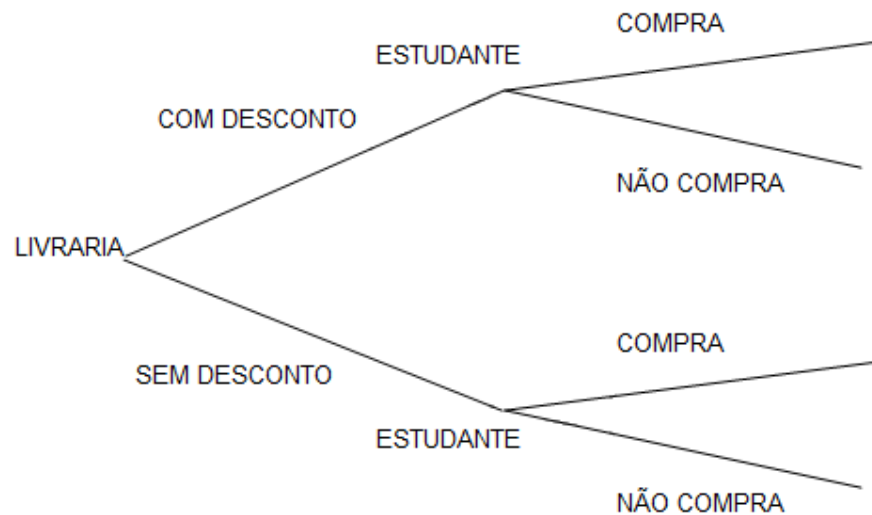 COMPRA
ESTUDANTE
COM DESCONTO
NÃO COMPRA
LIVRARIA
COMPRA
SEM DESCONTO
ESTUDANTE
NÃO COMPRA